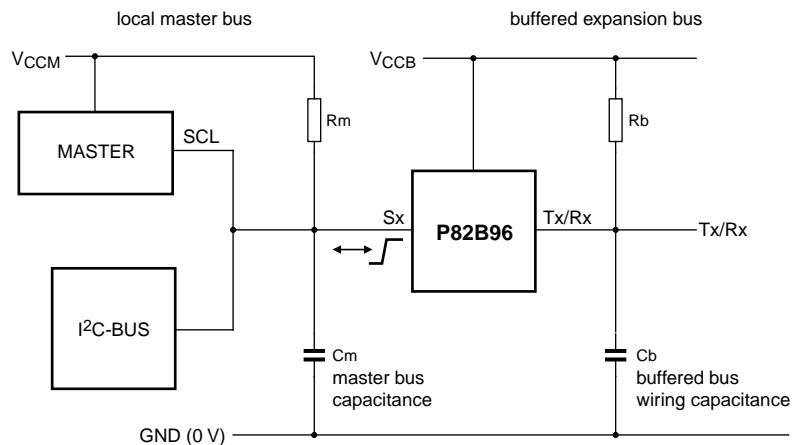 local master bus
buffered expansion bus
VCCM
VCCB
Rm
Rb
SCL
MASTER
Sx
P82B96
Tx/Rx
Tx/Rx
I2C-BUS
Cm
master bus
capacitance
Cb
buffered bus
wiring capacitance
GND (0 V)